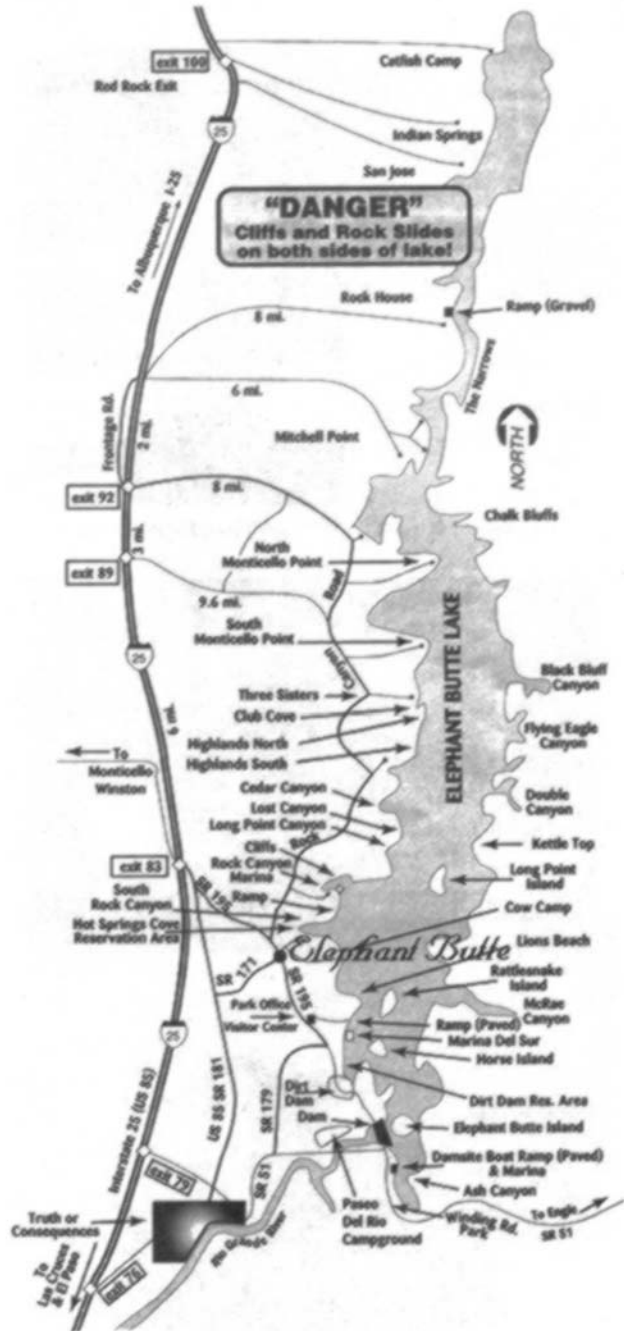 exit 100
Catfish Camp
Red Rock Exit
25
Indian Springs
San Jose
"DANGER"
Cliffs and Rock Slides
on both sides of lake!
To Albuquerque I-25
Rock House
Ramp (Gravel)
8 mi.
The Narrows
6 mi.
Frontage Rd.
2 mi.
Mitchell Point
NORTH
exit 92
8 mi.
Chalk Bluffs
3 mi.
North
Monticello Point
exit 89
9.6 mi.
Road
South
Monticello Point
Canyon
ELEPHANT BUTTE LAKE
25
Black Bluff
Canyon
Three Sisters
Club Cove
9 mi.
Flying Eagle
Canyon
Highlands North
Highlands South
To
Monticello
Winston
Cedar Canyon
Double
Canyon
Lost Canyon
Long Point Canyon
Rock
Kettle Top
Cliffs
exit 83
Rock Canyon
Marina
Long Point
Island
South
Rock Canyon
SR 195
Ramp
Cow Camp
Hot Springs Cove
Reservation Area
Elephant Butte
Lions Beach
SR 171
SR 195
Rattlesnake
Island
Park Office
Visitor Center
McRae
Canyon
Ramp (Paved)
Marina Del Sur
25
Horse Island
US 85 SR 181
Dirt
Dam
SR 179
Dirt Dam Res. Area
Dam
Elephant Butte Island
Interstate 25 (US 85)
exit 79
Damsite Boat Ramp (Paved)
& Marina
SR 51
Ash Canyon
Truth or
Consequences
Rio Grande River
Paseo
Del Rio
Campground
Winding Rd.
Park
To Engle
SR 51
To
Las Cruces
& El Paso
exit 76